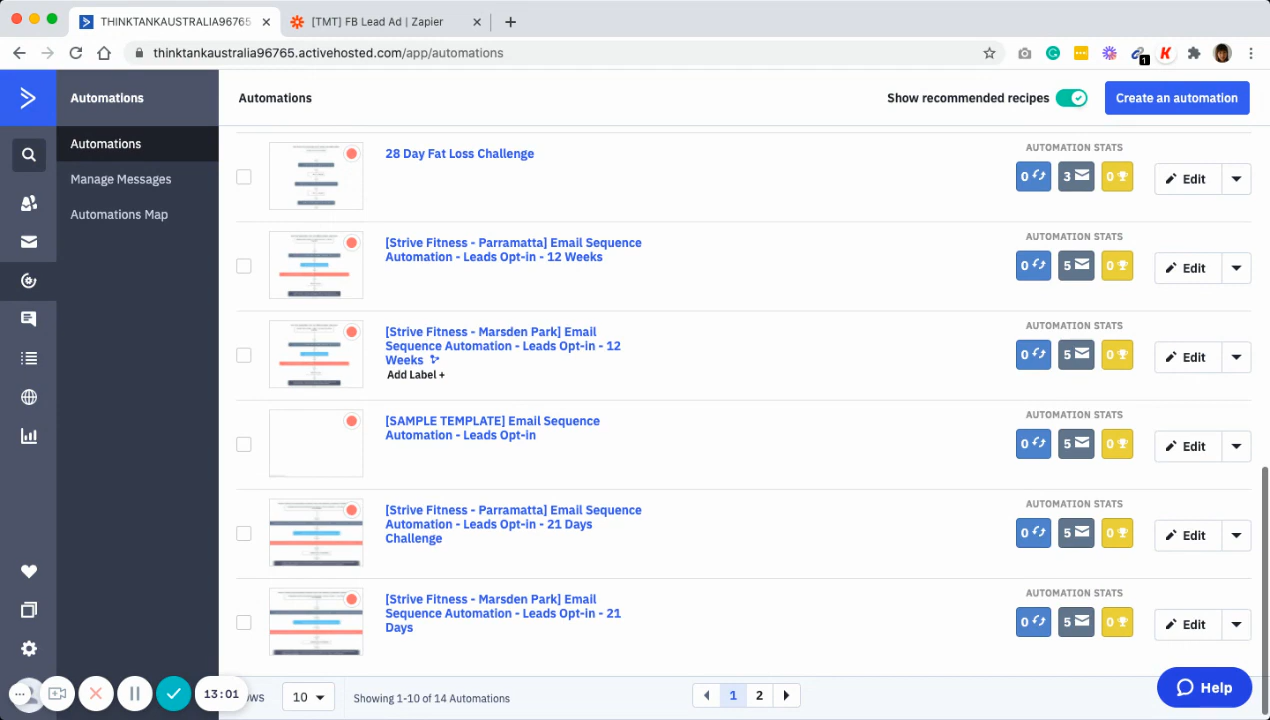 THINKTANKAUSTRALIA96765
[TMT] FB Lead Ad | Zapier
thinktankaustralia96765.activehosted.com/app/automations
1
Automations
Automations
Manage Messages
Automations Map
Automations
Show recommended recipes
Create an automation
28 Day Fat Loss Challenge
AUTOMATION STATS
0 3 0
Edit
[Strive Fitness - Parramatta] Email Sequence
Automation - Leads Opt-in - 12 Weeks
AUTOMATION STATS
0 5 0
Edit
[Strive Fitness - Marsden Park] Email
Sequence Automation - Leads Opt-in - 12
Weeks
Add Label +
AUTOMATION STATS
0 5 0
Edit
[SAMPLE TEMPLATE] Email Sequence
Automation - Leads Opt-in
AUTOMATION STATS
0 5 0
Edit
[Strive Fitness - Parramatta] Email Sequence
Automation - Leads Opt-in - 21 Days
Challenge
AUTOMATION STATS
0 5 0
Edit
[Strive Fitness - Marsden Park] Email
Sequence Automation - Leads Opt-in - 21
Days
AUTOMATION STATS
0 5 0
Edit
13:01
10
Showing 1-10 of 14 Automations
1 2
Help